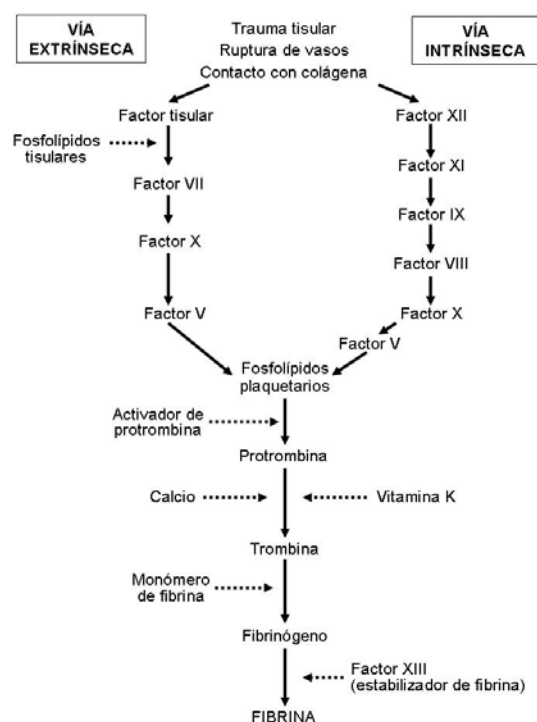 VÍA
EXTRÍNSECA
Trauma tisular
Ruptura de vasos
Contacto con colágena
VÍA
INTRÍNSECA
Factor tisular
Factor XII
Fosfolípidos
tisulares
Factor XI
Factor VII
Factor IX
Factor X
Factor VIII
Factor V
Factor X
Factor V
Fosfolípidos
plaquetarios
Activador de
protrombina
Protrombina
Calcio
Vitamina K
Trombina
Monómero
de fibrina
Fibrinógeno
Factor XIII
(estabilizador de fibrina)
FIBRINA